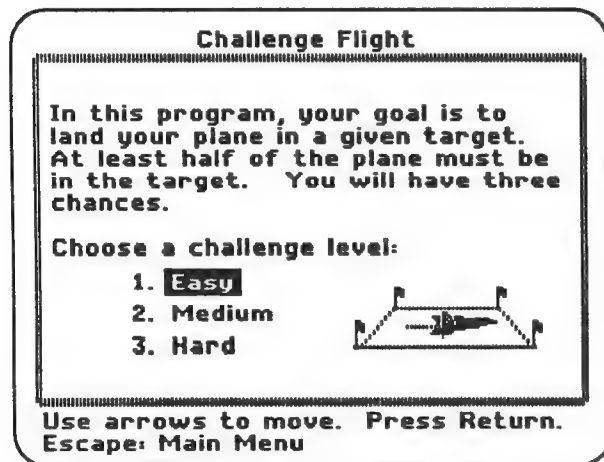 Challenge Flight
In this program, your goal is to
land your plane in a given target.
At least half of the plane must be
in the target. You will have three
chances.
Choose a challenge level:
1. Easy
2. Medium
3. Hard
Use arrows to move. Press Return.
Escape: Main Menu